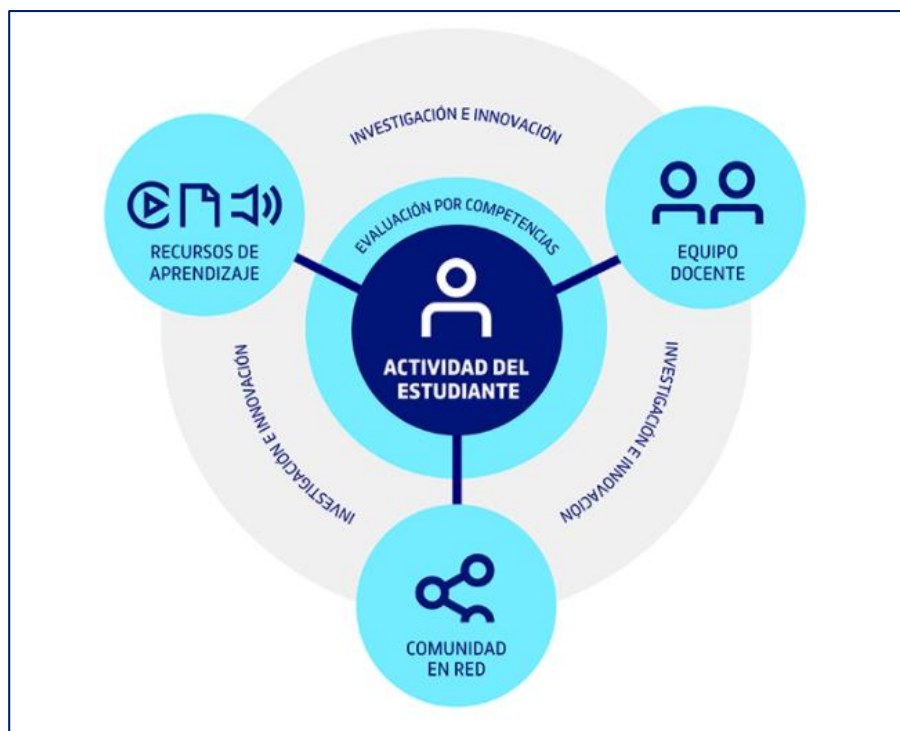 INVESTIGACIÓN E INNOVACIÓN
RECURSOS DE
APRENDIZAJE
EQUIPO
DOCENTE
EVALUACIÓN POR COMPETENCIAS
ACTIVIDAD DEL
ESTUDIANTE
INVESTIGACIÓN E INNOVACIÓN
INVESTIGACIÓN E INNOVACIÓN
COMUNIDAD
EN RED